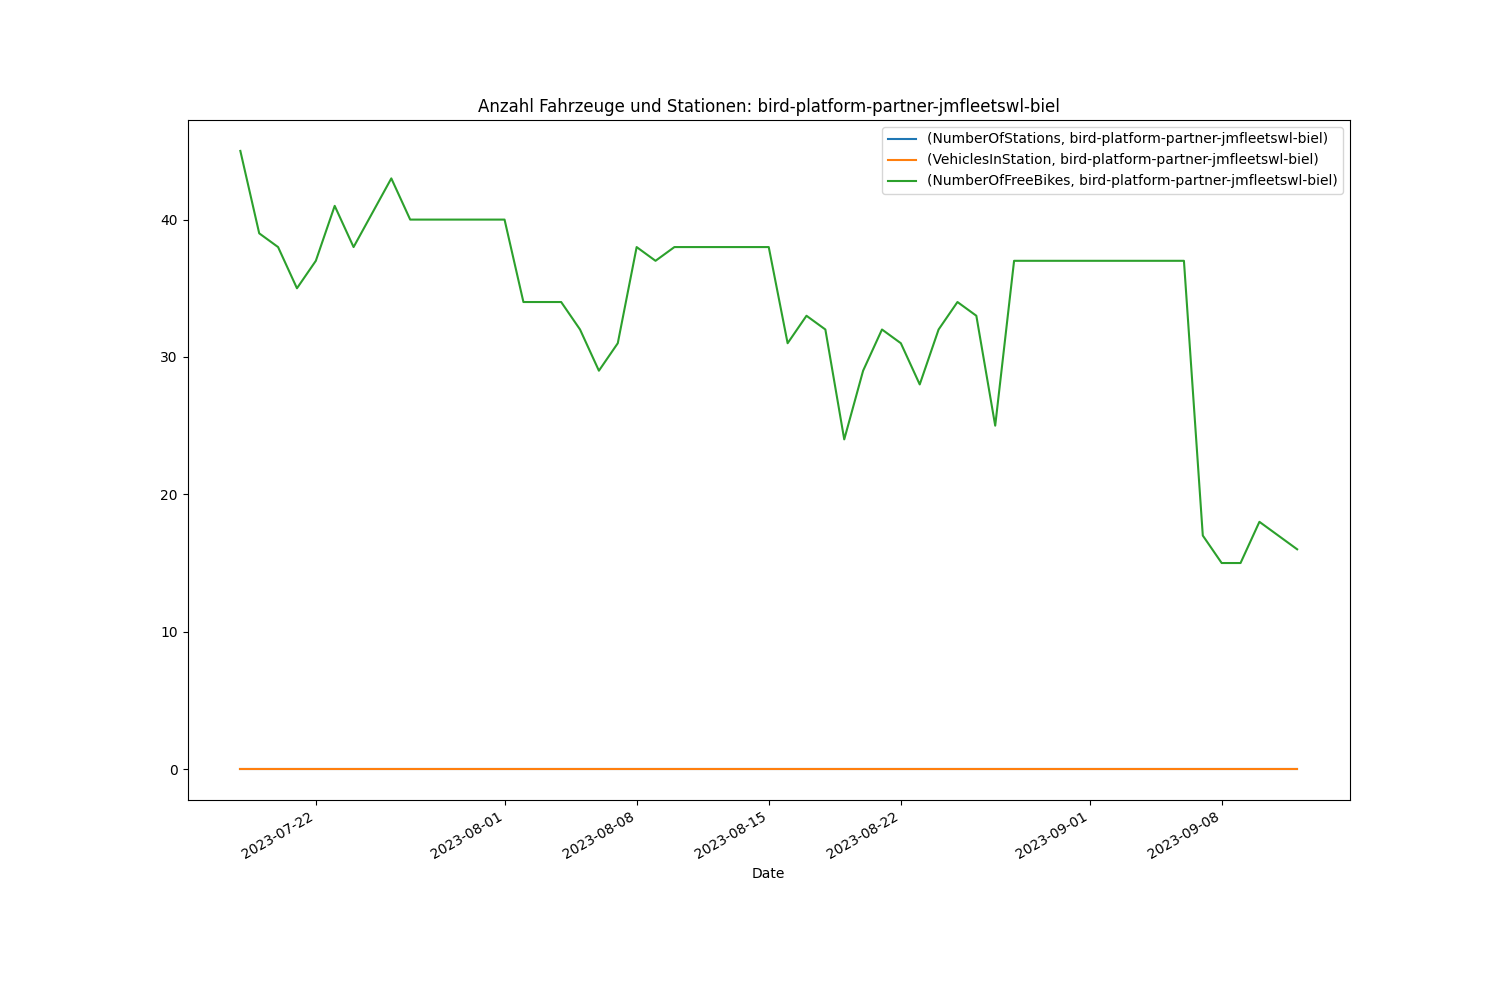 Anzahl Fahrzeuge und Stationen: bird-platform-partner-jmfleetswl-biel
(NumberOfStations, bird-platform-partner-jmfleetswl-biel)
(VehiclesInStation, bird-platform-partner-jmfleetswl-biel)
(NumberOfFreeBikes, bird-platform-partner-jmfleetswl-biel)
40
30
20
10
0
2023-07-22
2023-08-01
2023-08-08
2023-08-15
2023-08-22
2023-09-01
2023-09-08
Date